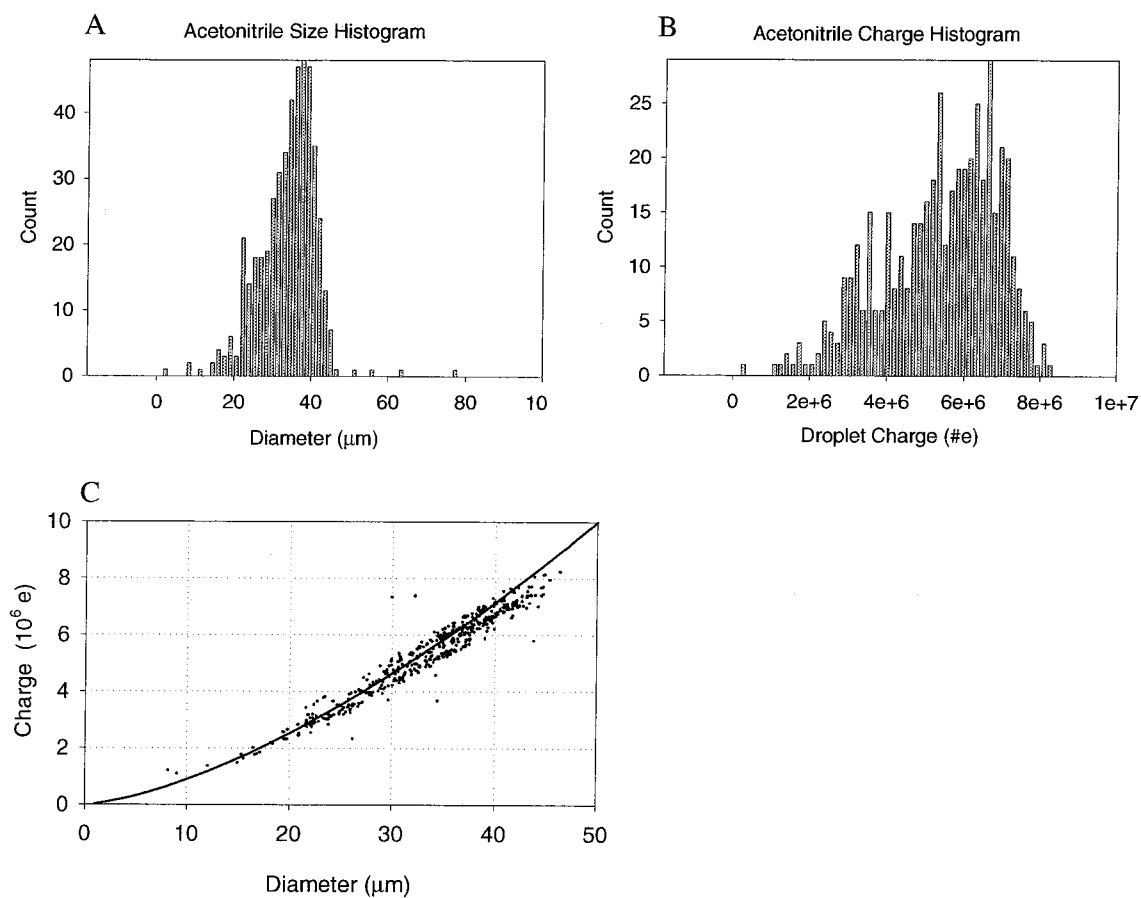 A
Acetonitrile Size Histogram
40
30
20
10
0
Count
0 20 40 60 80 10
Diameter (μm)
B
Acetonitrile Charge Histogram
25
20
15
10
5
0
Count
0 2e+6 4e+6 6e+6 8e+6 1e+7
Droplet Charge (#e)
C
10
8
6
4
2
0
Charge (10⁶ e)
0 10 20 30 40 50
Diameter (μm)